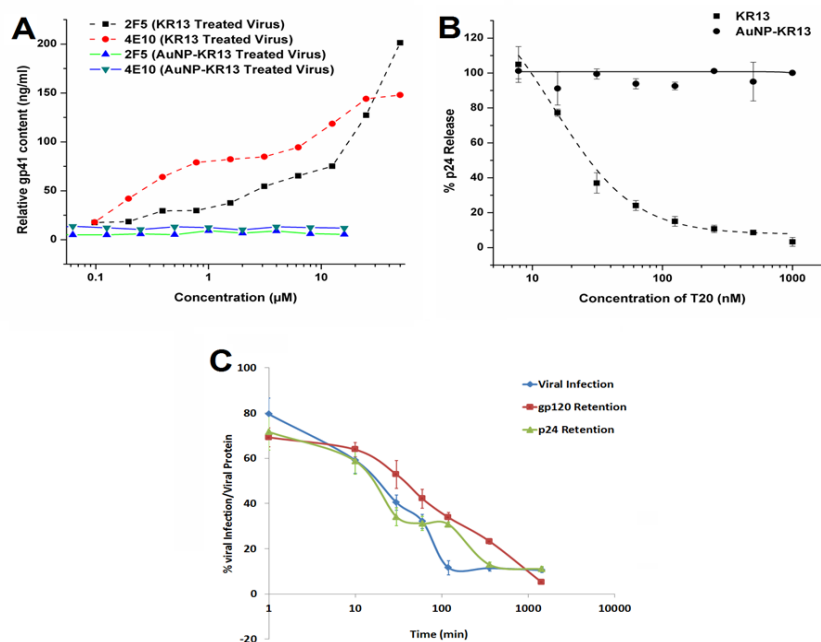 A
2F5 (KR13 Treated Virus)
4E10 (KR13 Treated Virus)
2F5 (AuNP-KR13 Treated Virus)
4E10 (AuNP-KR13 Treated Virus)
Relative gp41 content (ng/ml)
200
150
100
50
0
0.1
1
10
Concentration (µM)
B
KR13
AuNP-KR13
% p24 Release
120
100
80
60
40
20
0
10
100
1000
Concentration of T20 (nM)
C
Viral Infection
gp120 Retention
p24 Retention
% viral Infection/Viral Protein
100
80
60
40
20
0
-20
1
10
100
1000
10000
Time (min)